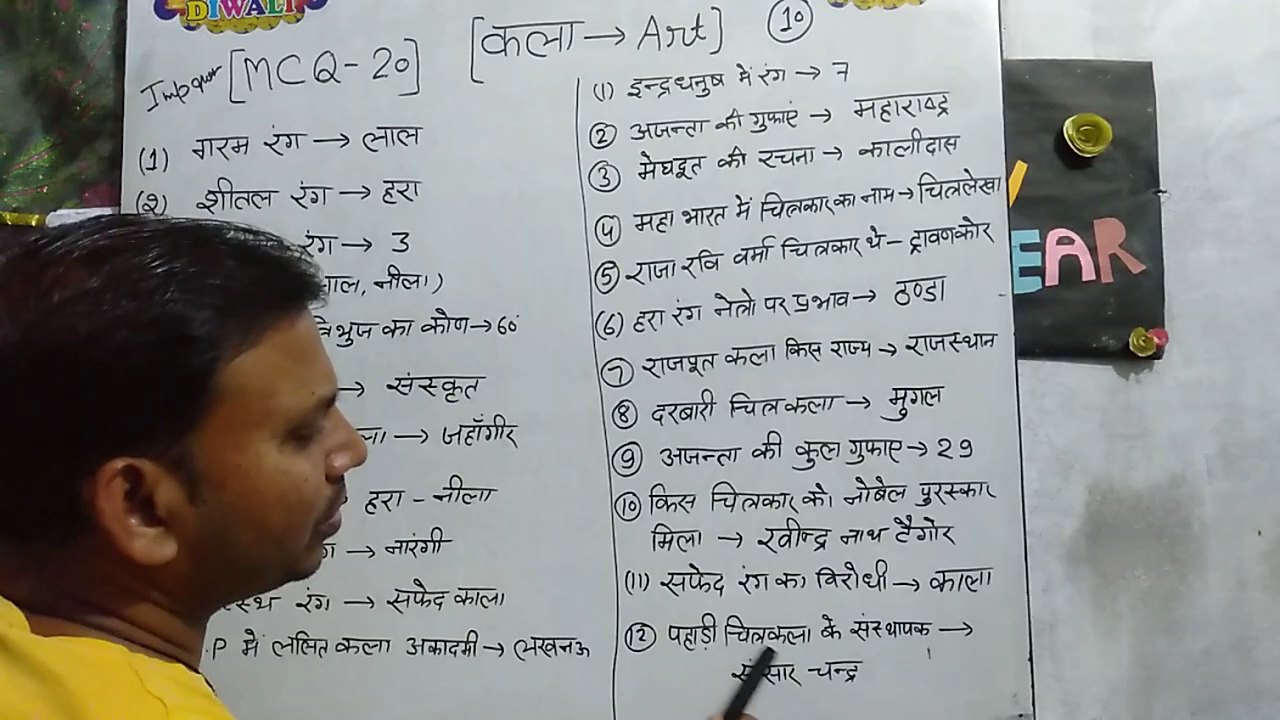 DIWALI
[कला → Art] 10
[MCQ-20]
(1) गरम रंग → लाल
(२) शीतल रंग → हरा
रंग → 3
लाल, नीला)
त्रिभुज का कोण → 60°
→ संस्कृत
ला → जहाँगीर
हरा - नीला
→ नारंगी
स्थ रंग → सफेद काला
.P में ललित कला अकादमी → लखनऊ
(1) इन्द्रधनुष में रंग → 7
② अजन्ता की गुफाएं → महाराष्ट्र
③ मेघदूत की रचना → कालीदास
④ महा भारत में चित्रकार का नाम → चित्रलेखा
⑤ राजा रवि वर्मा चित्रकार थे - ट्रावणकोर
(6) हरा रंग नेत्रो पर प्रभाव → ठण्डा
⑦ राजपूत कला किस राज्य → राजस्थान
⑧ दरबारी चित्रकला → मुगल
⑨ अजन्ता की कुल गुफाए → 29
⑩ किस चित्रकार को नोबेल पुरस्कार
मिला → रवीन्द्र नाथ टैगोर
(11) सफेद रंग का विरोधी → काला
⑫ पहाड़ी चित्रकला के संस्थापक →
संसार चन्द्र
EAR